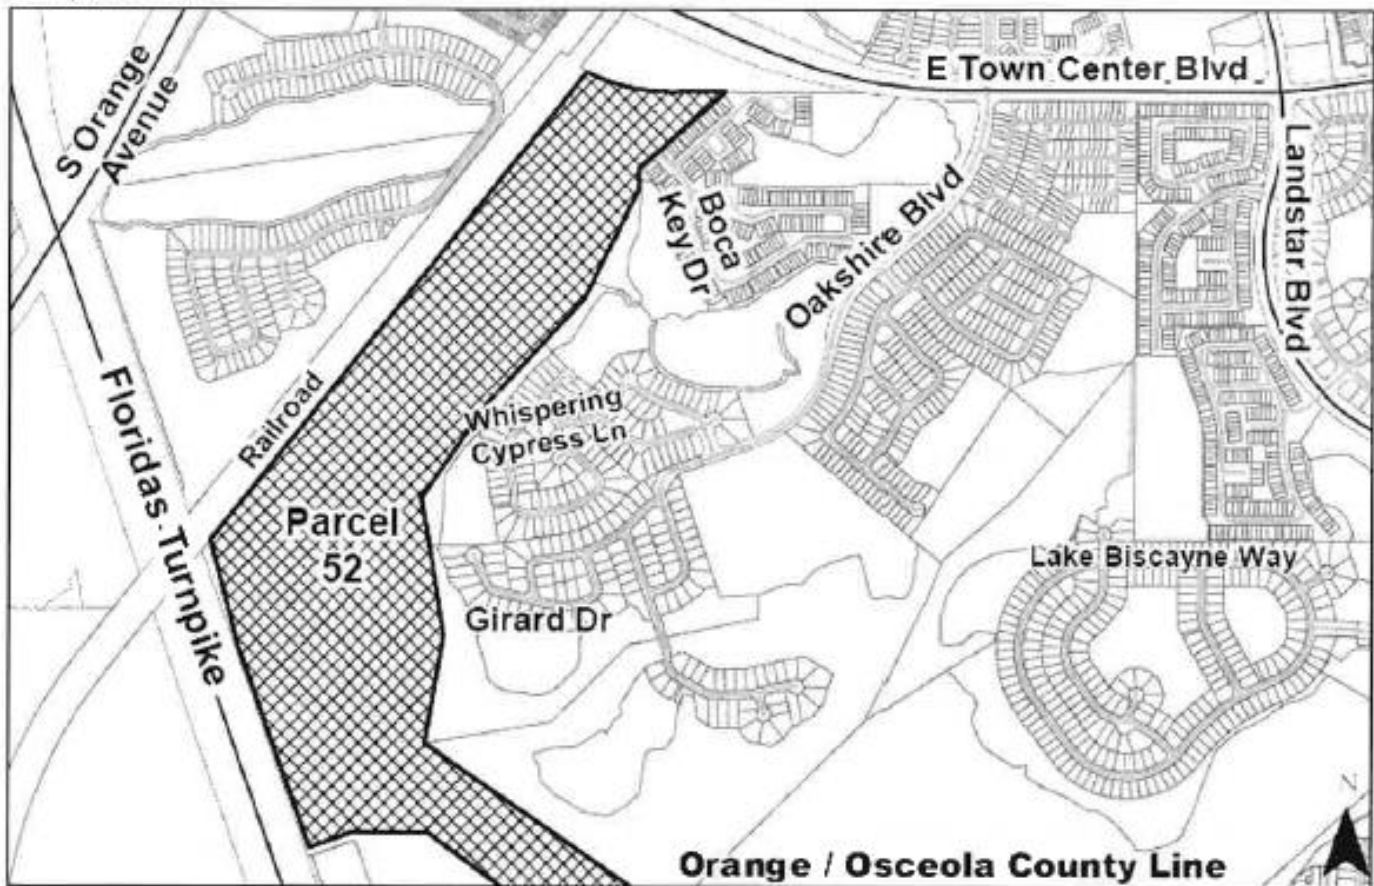 E Town Center Blvd
S Orange
Avenue
Landstar Blvd
Boca
Key Dr
Oakshire Blvd
Floridas Turnpike
Railroad
Whispering
Cypress Ln
Parcel
52
Lake Biscayne Way
Girard Dr
N
Orange / Osceola County Line